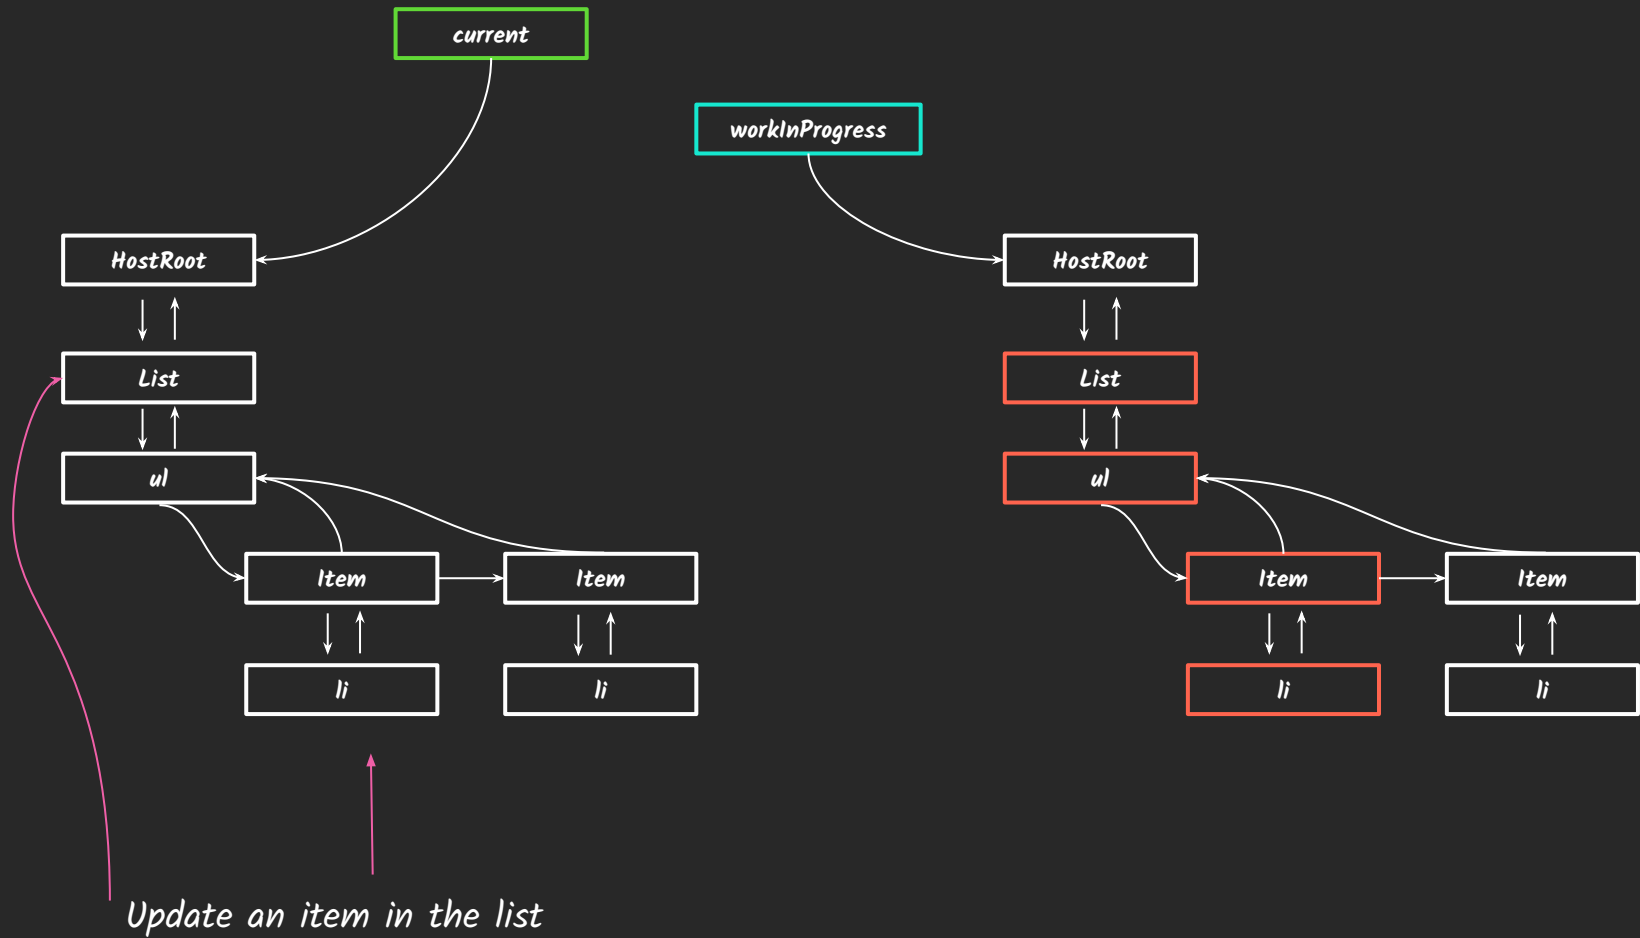 current
workInProgress
HostRoot
HostRoot
List
List
ul
ul
Item
Item
Item
Item
li
li
li
li
Update an item in the list